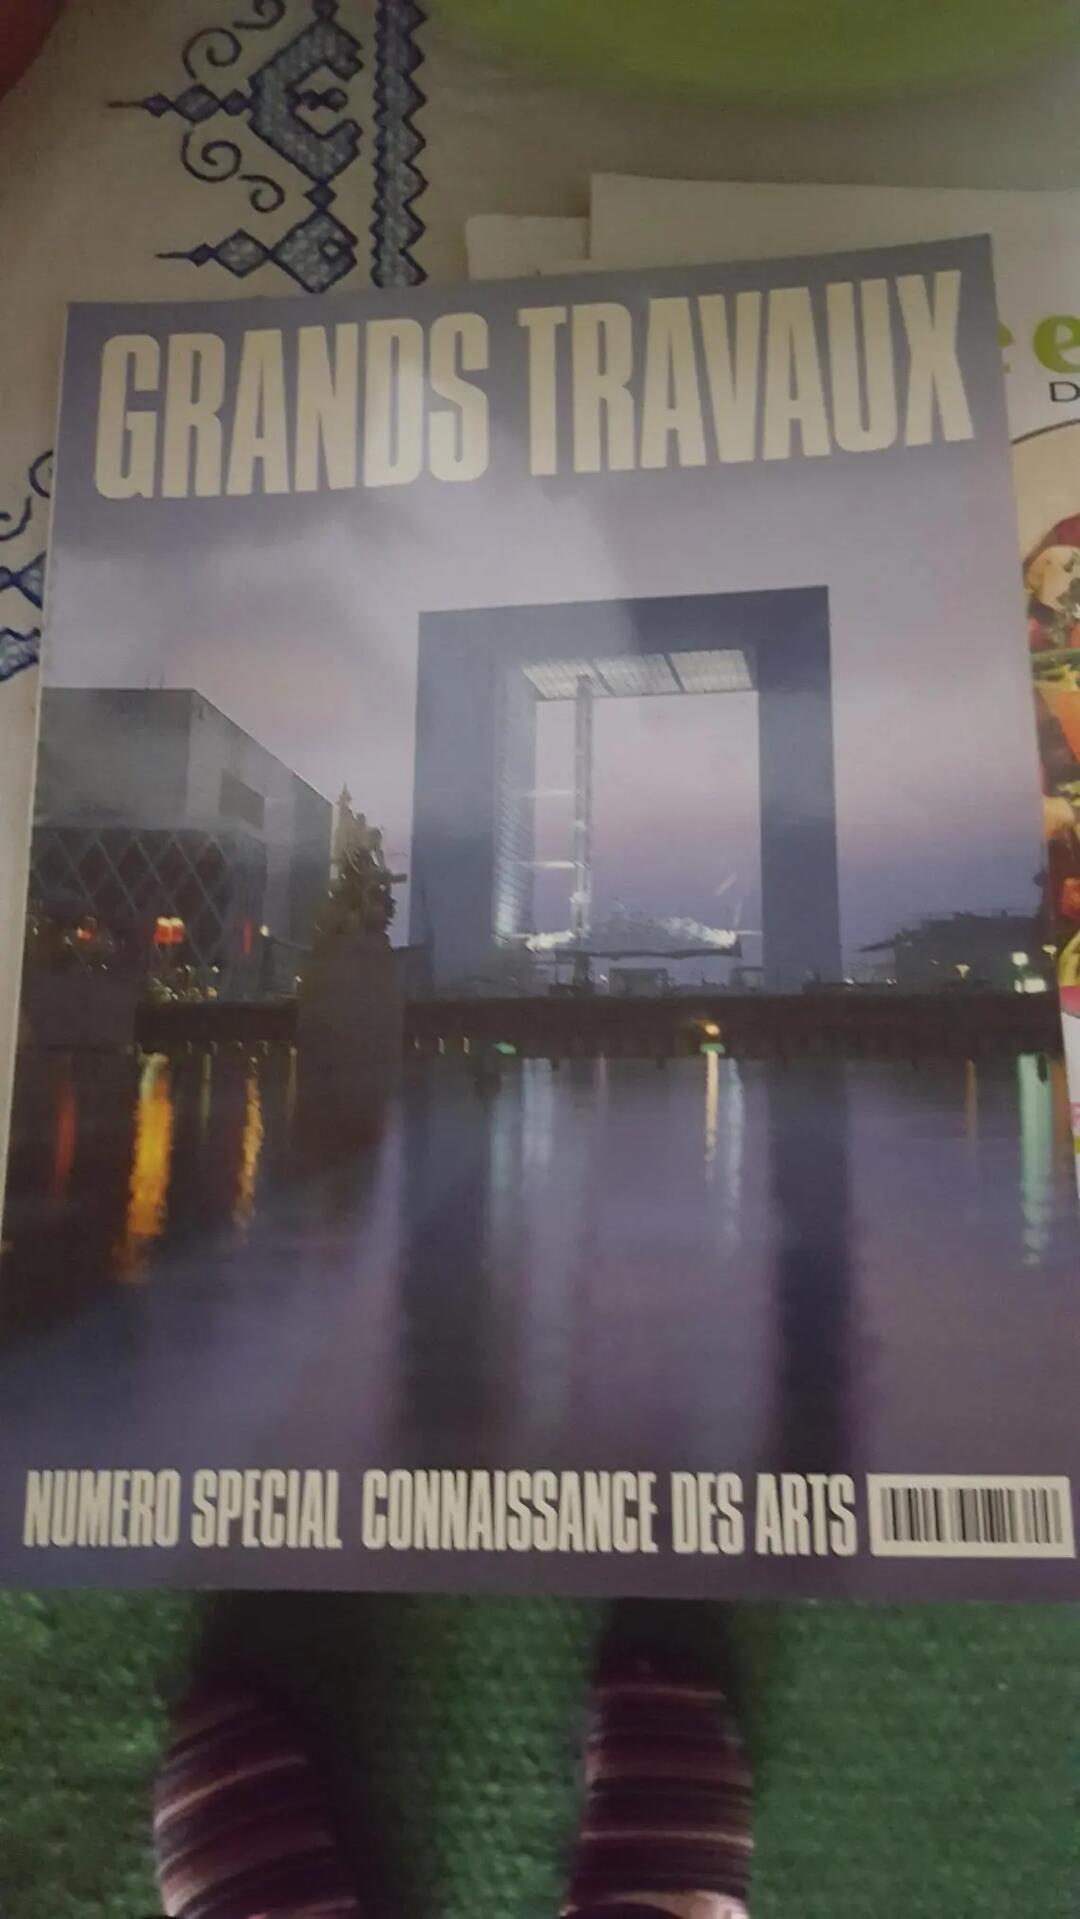 GRANDS TRAVAUX
e
D
NUMERO SPECIAL CONNAISSANCE DES ARTS